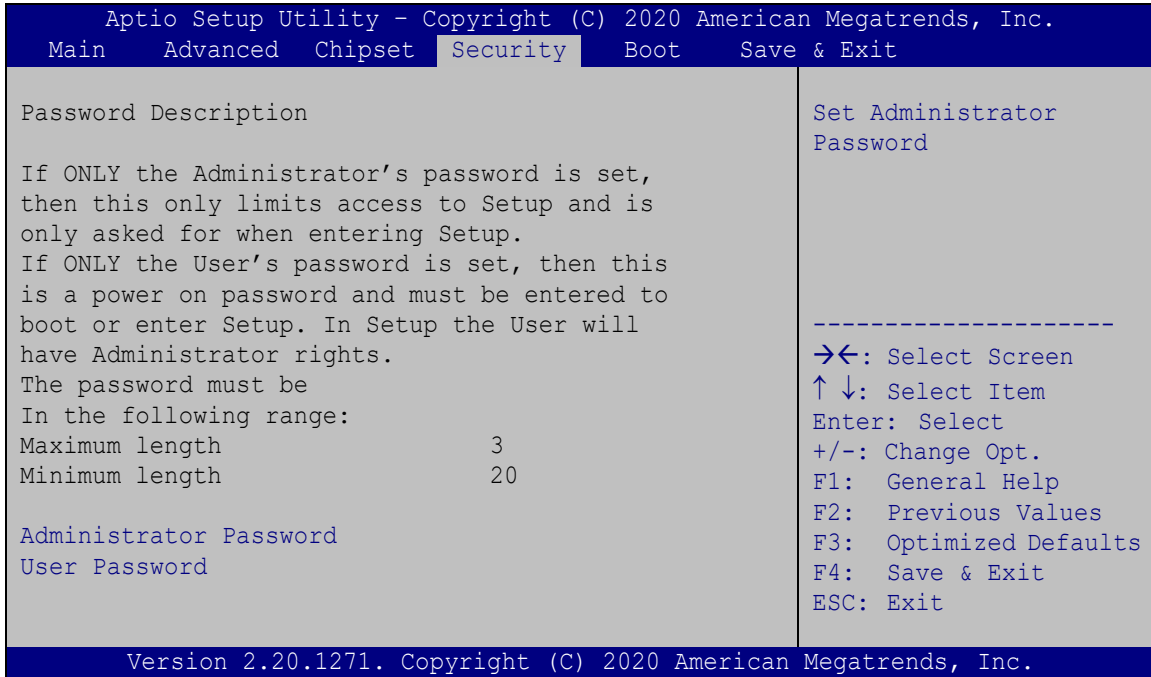 Aptio Setup Utility – Copyright (C) 2020 American Megatrends, Inc.
Main Advanced Chipset Security Boot Save & Exit
Password Description
If ONLY the Administrator’s password is set,
then this only limits access to Setup and is
only asked for when entering Setup.
If ONLY the User’s password is set, then this
is a power on password and must be entered to
boot or enter Setup. In Setup the User will
have Administrator rights.
The password must be
In the following range:
Maximum length 3
Minimum length 20
Administrator Password
User Password
Set Administrator
Password
---------------------
→←: Select Screen
↑ ↓: Select Item
Enter: Select
+/-: Change Opt.
F1: General Help
F2: Previous Values
F3: Optimized Defaults
F4: Save & Exit
ESC: Exit
Version 2.20.1271. Copyright (C) 2020 American Megatrends, Inc.